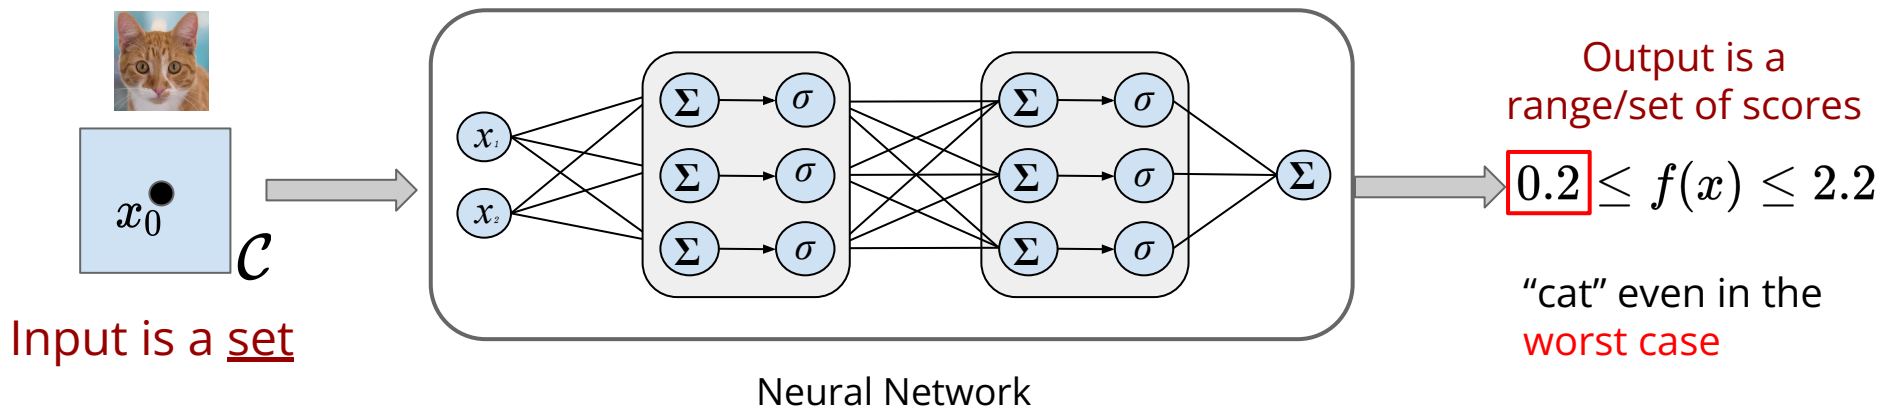 x₀
𝒞
Input is a set
x₁
x₂
Σ σ
Σ σ
Σ σ
Σ σ
Σ σ
Σ σ
Σ
Neural Network
Output is a
range/set of scores
0.2 ≤ f(x) ≤ 2.2
“cat” even in the
worst case